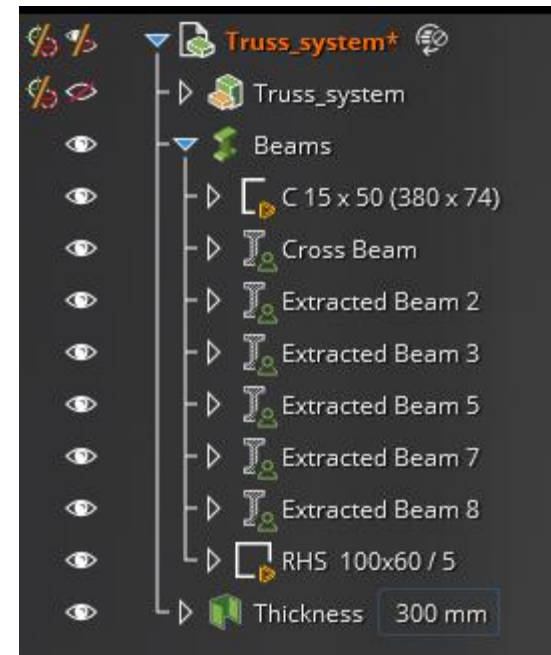 Truss_system*
Truss_system
Beams
C 15 x 50 (380 x 74)
Cross Beam
Extracted Beam 2
Extracted Beam 3
Extracted Beam 5
Extracted Beam 7
Extracted Beam 8
RHS 100x60 / 5
Thickness 300 mm